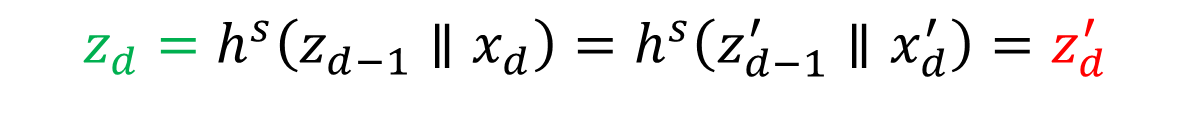 z_d = h^s(z_{d−1} ∥ x_d) = h^s(z'_{d−1} ∥ x'_d) = z'_d